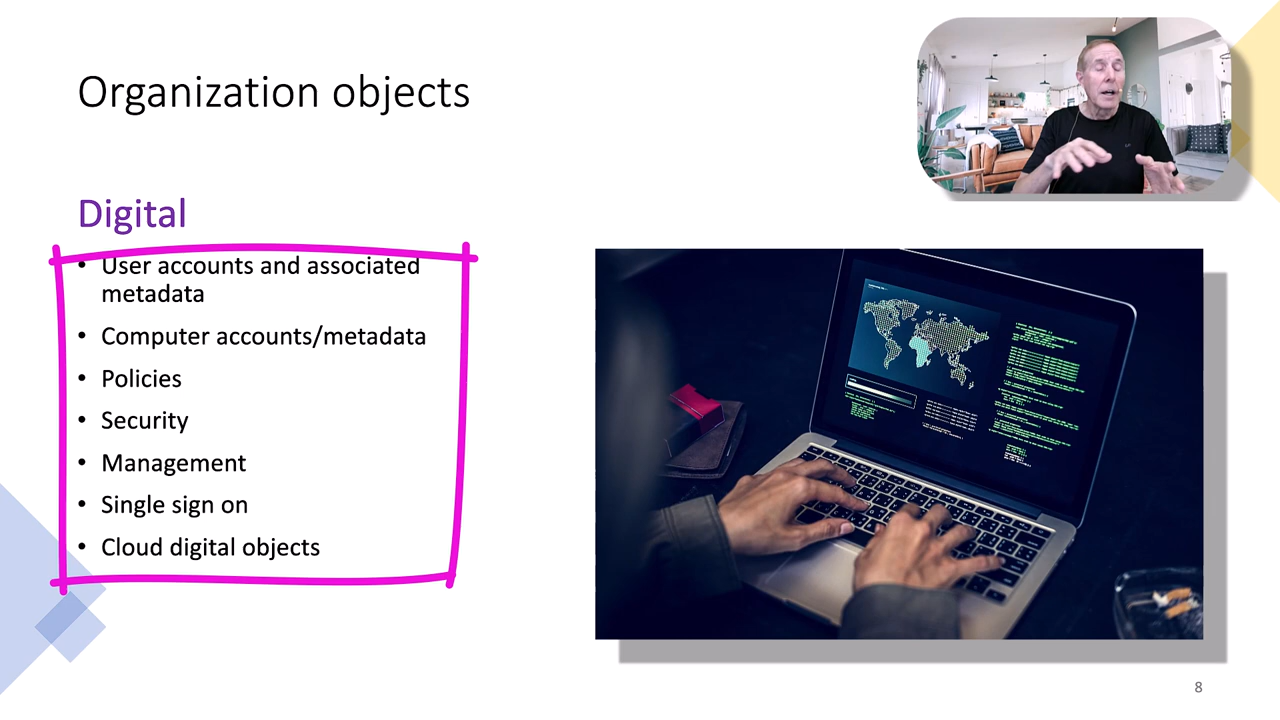 Organization objects
Digital
• User accounts and associated
metadata
• Computer accounts/metadata
• Policies
• Security
• Management
• Single sign on
• Cloud digital objects
8